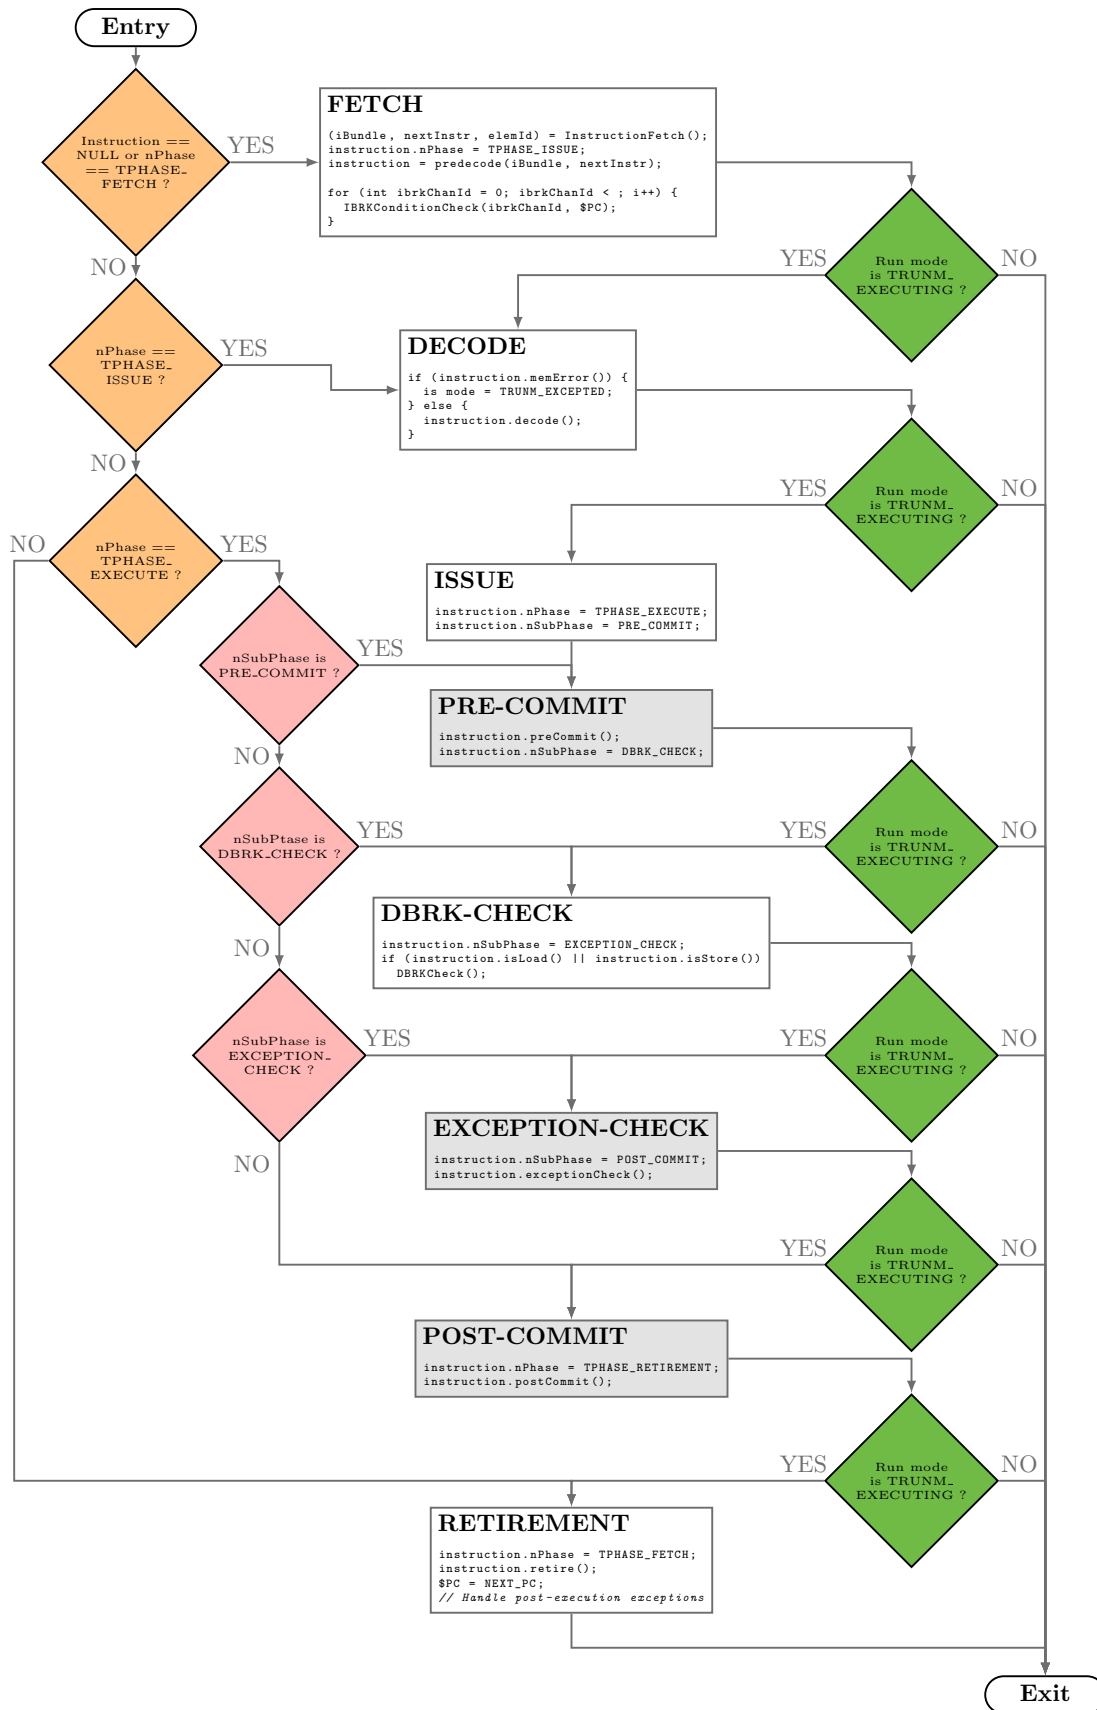 Entry
Instruction ==
NULL or nPhase
== TPHASE_
FETCH ?
YES
FETCH
(iBundle, nextInstr, elemId) = InstructionFetch();
instruction.nPhase = TPHASE_ISSUE;
instruction = predecode(iBundle, nextInstr);
for (int ibrkChanId = 0; ibrkChanId < ; i++) {
IBRKConditionCheck(ibrkChanId, $PC);
}
NO
YES
Run mode
is TRUNM_
EXECUTING ?
NO
nPhase ==
TPHASE_
ISSUE ?
YES
DECODE
if (instruction.memError()) {
is mode = TRUNM_EXCEPTED;
} else {
instruction.decode();
}
NO
YES
Run mode
is TRUNM_
EXECUTING ?
NO
NO
nPhase ==
TPHASE_
EXECUTE ?
YES
ISSUE
instruction.nPhase = TPHASE_EXECUTE;
instruction.nSubPhase = PRE_COMMIT;
nSubPhase is
PRE_COMMIT ?
YES
PRE-COMMIT
instruction.preCommit();
instruction.nSubPhase = DBRK_CHECK;
NO
nSubPtase is
DBRK_CHECK ?
YES
YES
Run mode
is TRUNM_
EXECUTING ?
NO
DBRK-CHECK
instruction.nSubPhase = EXCEPTION_CHECK;
if (instruction.isLoad() || instruction.isStore())
DBRKCheck();
NO
nSubPhase is
EXCEPTION_
CHECK ?
YES
YES
Run mode
is TRUNM_
EXECUTING ?
NO
EXCEPTION-CHECK
instruction.nSubPhase = POST_COMMIT;
instruction.exceptionCheck();
NO
YES
Run mode
is TRUNM_
EXECUTING ?
NO
POST-COMMIT
instruction.nPhase = TPHASE_RETIREMENT;
instruction.postCommit();
YES
Run mode
is TRUNM_
EXECUTING ?
NO
RETIREMENT
instruction.nPhase = TPHASE_FETCH;
instruction.retire();
$PC = NEXT_PC;
// Handle post-execution exceptions
Exit